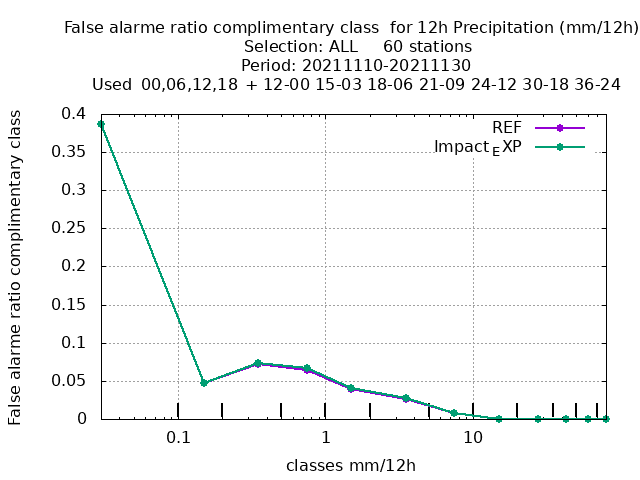 False alarme ratio complimentary class  for 12h Precipitation (mm/12h)
Selection: ALL     60 stations
Period: 20211110-20211130
Used  00,06,12,18  + 12-00 15-03 18-06 21-09 24-12 30-18 36-24
False alarme ratio complimentary class
0.4
0.35
0.3
0.25
0.2
0.15
0.1
0.05
0
REF
Impact_EXP
0.1 1 10
classes mm/12h